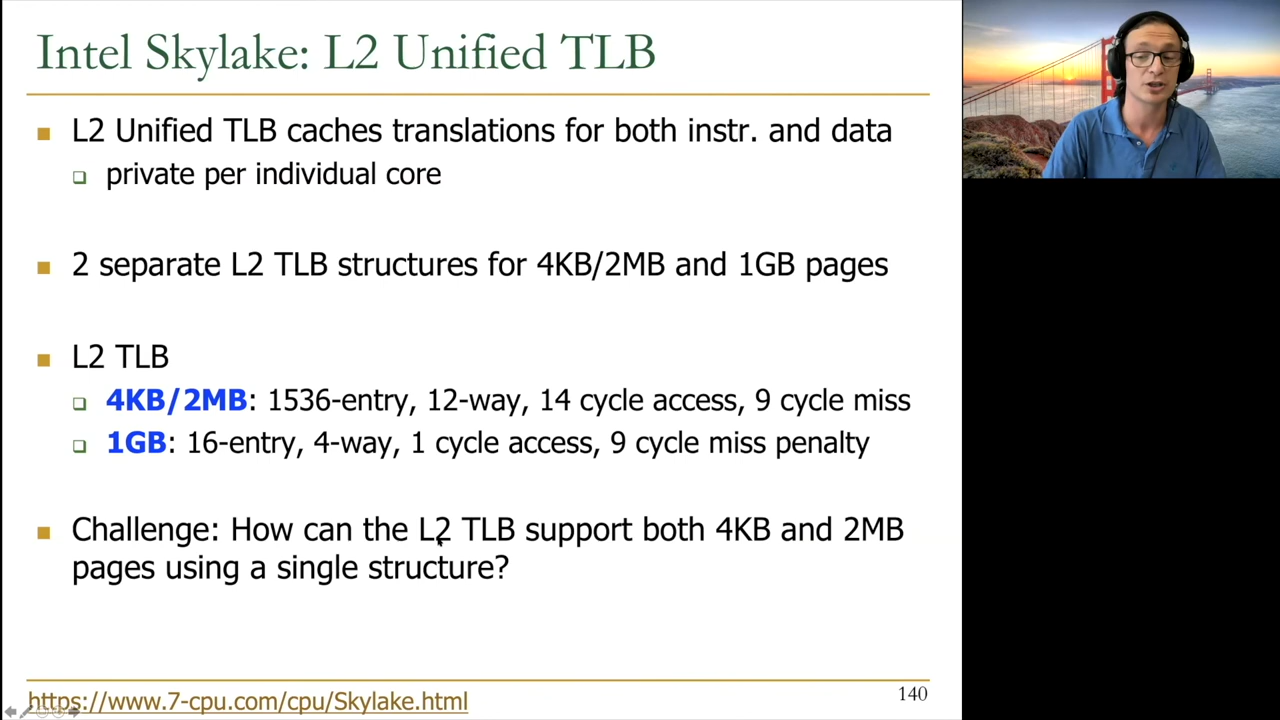 Intel Skylake: L2 Unified TLB
L2 Unified TLB caches translations for both instr. and data
private per individual core
2 separate L2 TLB structures for 4KB/2MB and 1GB pages
L2 TLB
4KB/2MB: 1536-entry, 12-way, 14 cycle access, 9 cycle miss
1GB: 16-entry, 4-way, 1 cycle access, 9 cycle miss penalty
Challenge: How can the L2 TLB support both 4KB and 2MB
pages using a single structure?
https://www.7-cpu.com/cpu/Skylake.html
140